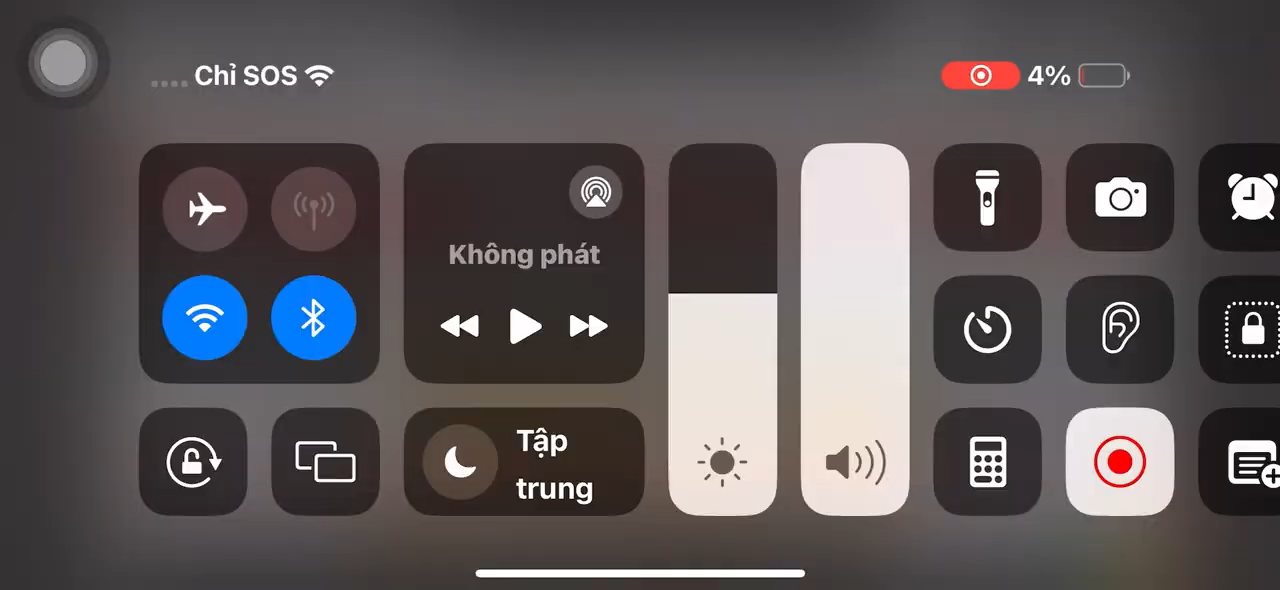 Chỉ SOS
4%
Không phát
Tập
trung